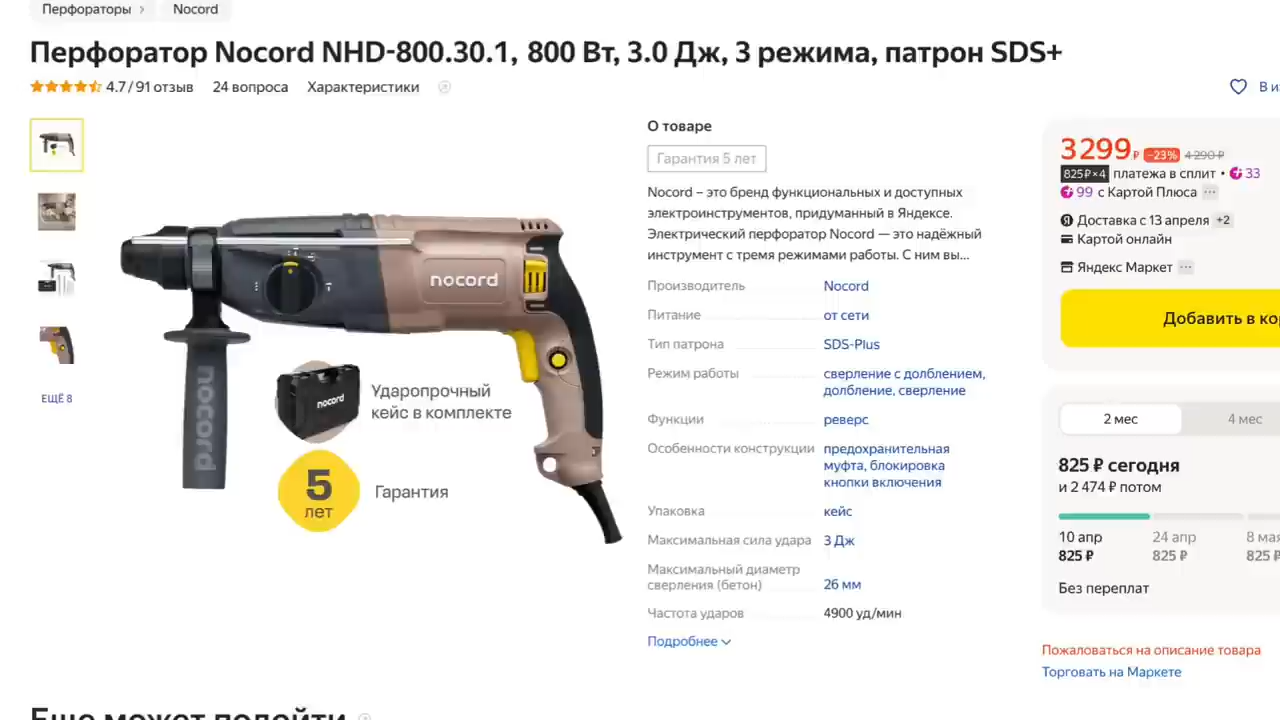 Перфораторы
Nocord
Перфоратор Nocord NHD-800.30.1, 800 Вт, 3.0 Дж, 3 режима, патрон SDS+
4.7 / 91 отзыв 24 вопроса Характеристики
В из
ЕЩЁ 8
nocord
nocord
nocord
Ударопрочный
кейс в комплекте
5
лет
Гарантия
О товаре
Гарантия 5 лет
Nocord – это бренд функциональных и доступных
электроинструментов, придуманный в Яндексе.
Электрический перфоратор Nocord — это надёжный
инструмент с тремя режимами работы. С ним вы...
Производитель Nocord
Питание от сети
Тип патрона SDS-Plus
Режим работы сверление с долблением,
долбление, сверление
Функции реверс
Особенности конструкции предохранительная
муфта, блокировка
кнопки включения
Упаковка кейс
Максимальная сила удара 3 Дж
Максимальный диаметр
сверления (бетон) 26 мм
Частота ударов 4900 уд/мин
Подробнее
3 299 ₽ -23% 4 290 ₽
825 ₽ × 4 платежа в сплит • 33
99 с Картой Плюса ...
Доставка с 13 апреля +2
Картой онлайн
Яндекс Маркет ...
Добавить в ко
2 мес 4 мес
825 ₽ сегодня
и 2 474 ₽ потом
10 апр 24 апр 8 мая
825 ₽ 825 ₽ 825 ₽
Без переплат
Пожаловаться на описание товара
Торговать на Маркете
Еще может подойти